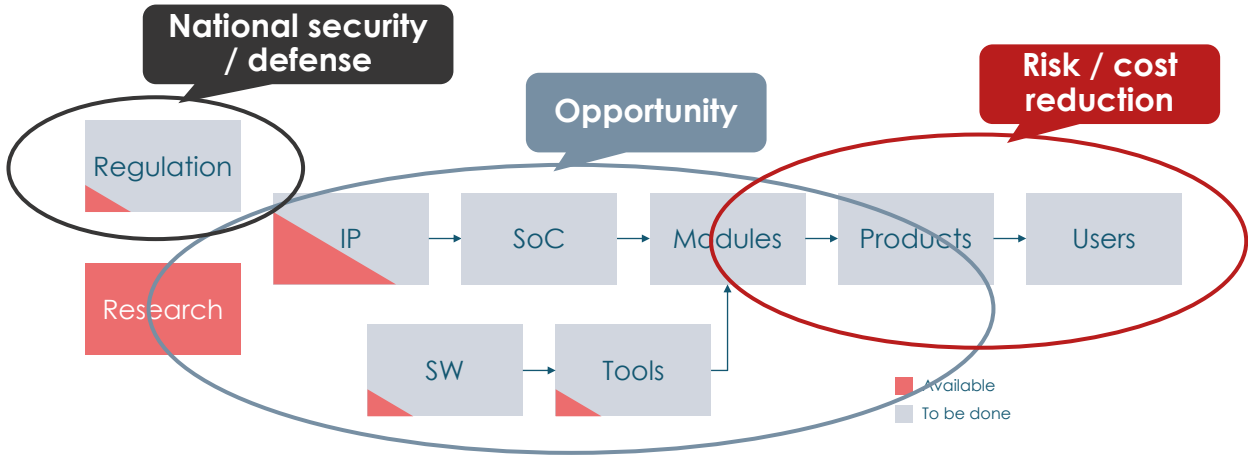 National security
/ defense
Opportunity
Risk / cost
reduction
Regulation
IP
SoC
Modules
Products
Users
Research
SW
Tools
Available
To be done